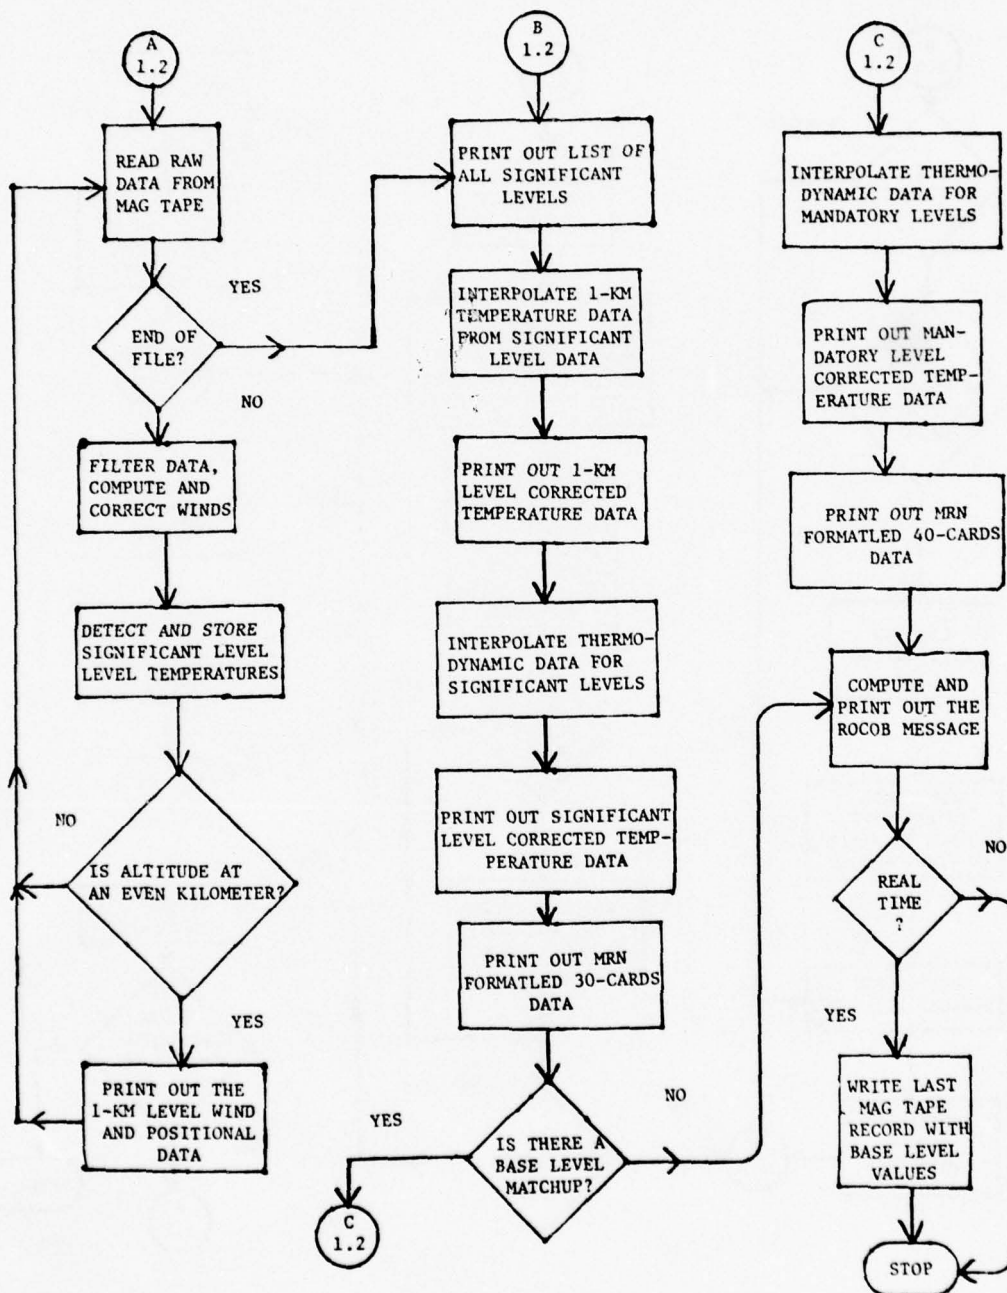 A
1.2
READ RAW
DATA FROM
MAG TAPE
YES
END OF
FILE?
NO
FILTER DATA,
COMPUTE AND
CORRECT WINDS
DETECT AND STORE
SIGNIFICANT LEVEL
LEVEL TEMPERATURES
NO
IS ALTITUDE AT
AN EVEN KILOMETER?
YES
PRINT OUT THE
1-KM LEVEL WIND
AND POSITIONAL
DATA
B
1.2
PRINT OUT LIST OF
ALL SIGNIFICANT
LEVELS
INTERPOLATE 1-KM
TEMPERATURE DATA
FROM SIGNIFICANT
LEVEL DATA
PRINT OUT 1-KM
LEVEL CORRECTED
TEMPERATURE DATA
INTERPOLATE THERMO-
DYNAMIC DATA FOR
SIGNIFICANT LEVELS
PRINT OUT SIGNIFICANT
LEVEL CORRECTED TEMP-
PERATURE DATA
PRINT OUT MRN
FORMATLED 30-CARDS
DATA
NO
YES
IS THERE A
BASE LEVEL
MATCHUP?
C
1.2
C
1.2
INTERPOLATE THERMO-
DYNAMIC DATA FOR
MANDATORY LEVELS
PRINT OUT MAN-
DATORY LEVEL
CORRECTED TEMP-
ERATURE DATA
PRINT OUT MRN
FORMATLED 40-CARDS
DATA
COMPUTE AND
PRINT OUT THE
ROCOB MESSAGE
NO
REAL
TIME
?
YES
WRITE LAST
MAG TAPE
RECORD WITH
BASE LEVEL
VALUES
STOP